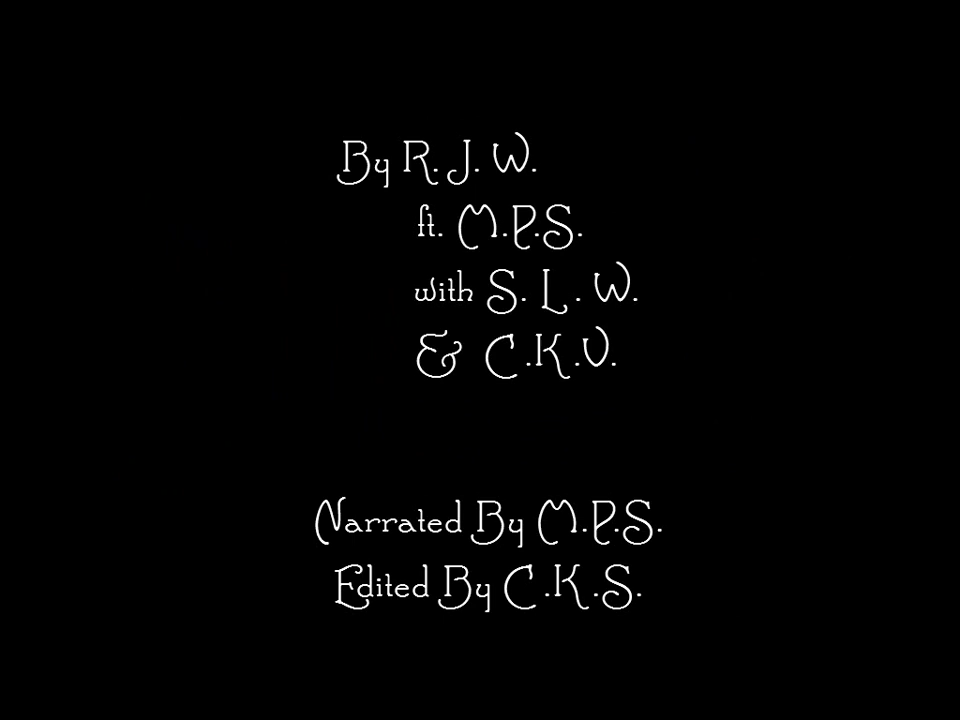 By R. J. W.
ft. M.P.S.
with S. L. W.
& C.K.V.
Narrated By M.P.S.
Edited By C.K.S.